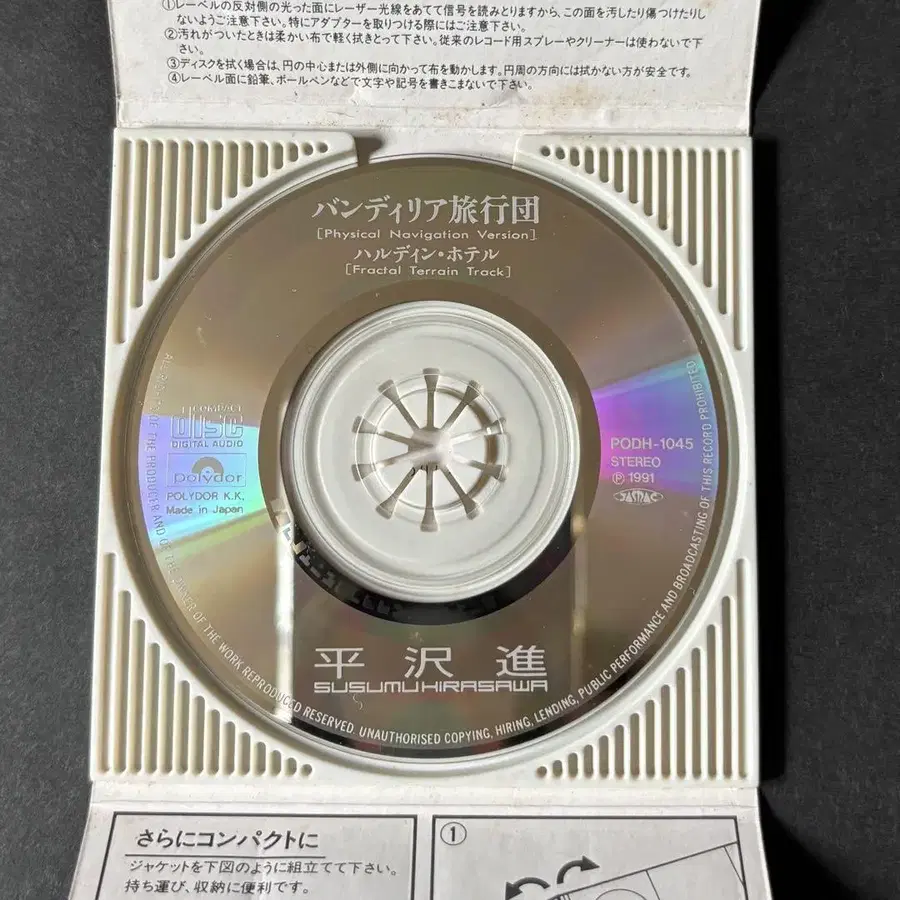 ①レーベルの反対側の光った面にレーザー光線をあてて信号を読みとりますから、この面を汚したり傷つけたりし
ないようご注意下さい。特にアダプターを取りつける際にはご注意下さい。
②汚れがついたときは柔かい布で軽く拭きとって下さい。従来のレコード用スプレーやクリーナーは使わないで下
さい。
③ディスクを拭く場合は、円の中心または外側に向かって布を動かします。円周の方向には拭かない方が安全です。
④レーベル面に鉛筆、ボールペンなどで文字や記号を書きこまないで下さい。
バンディリア旅行団
[Physical Navigation Version]
ハルディン・ホテル
[Fractal Terrain Track]
COMPACT
disc
DIGITAL AUDIO
polydor
POLYDOR K.K.
Made in Japan
PODH-1045
STEREO
Ⓟ 1991
JASRAC
平沢進
SUSUMU HIRASAWA
OF THE PRODUCER AND OF THE OWNER OF THE WORK REPRODUCED RESERVED. UNAUTHORISED COPYING, HIRING, LENDING, PUBLIC PERFORMANCE AND BROADCASTING OF THIS RECORD PROHIBITED
さらにコンパクトに
ジャケットを下図のように組立てて下さい。
持ち運び、収納に便利です。
①